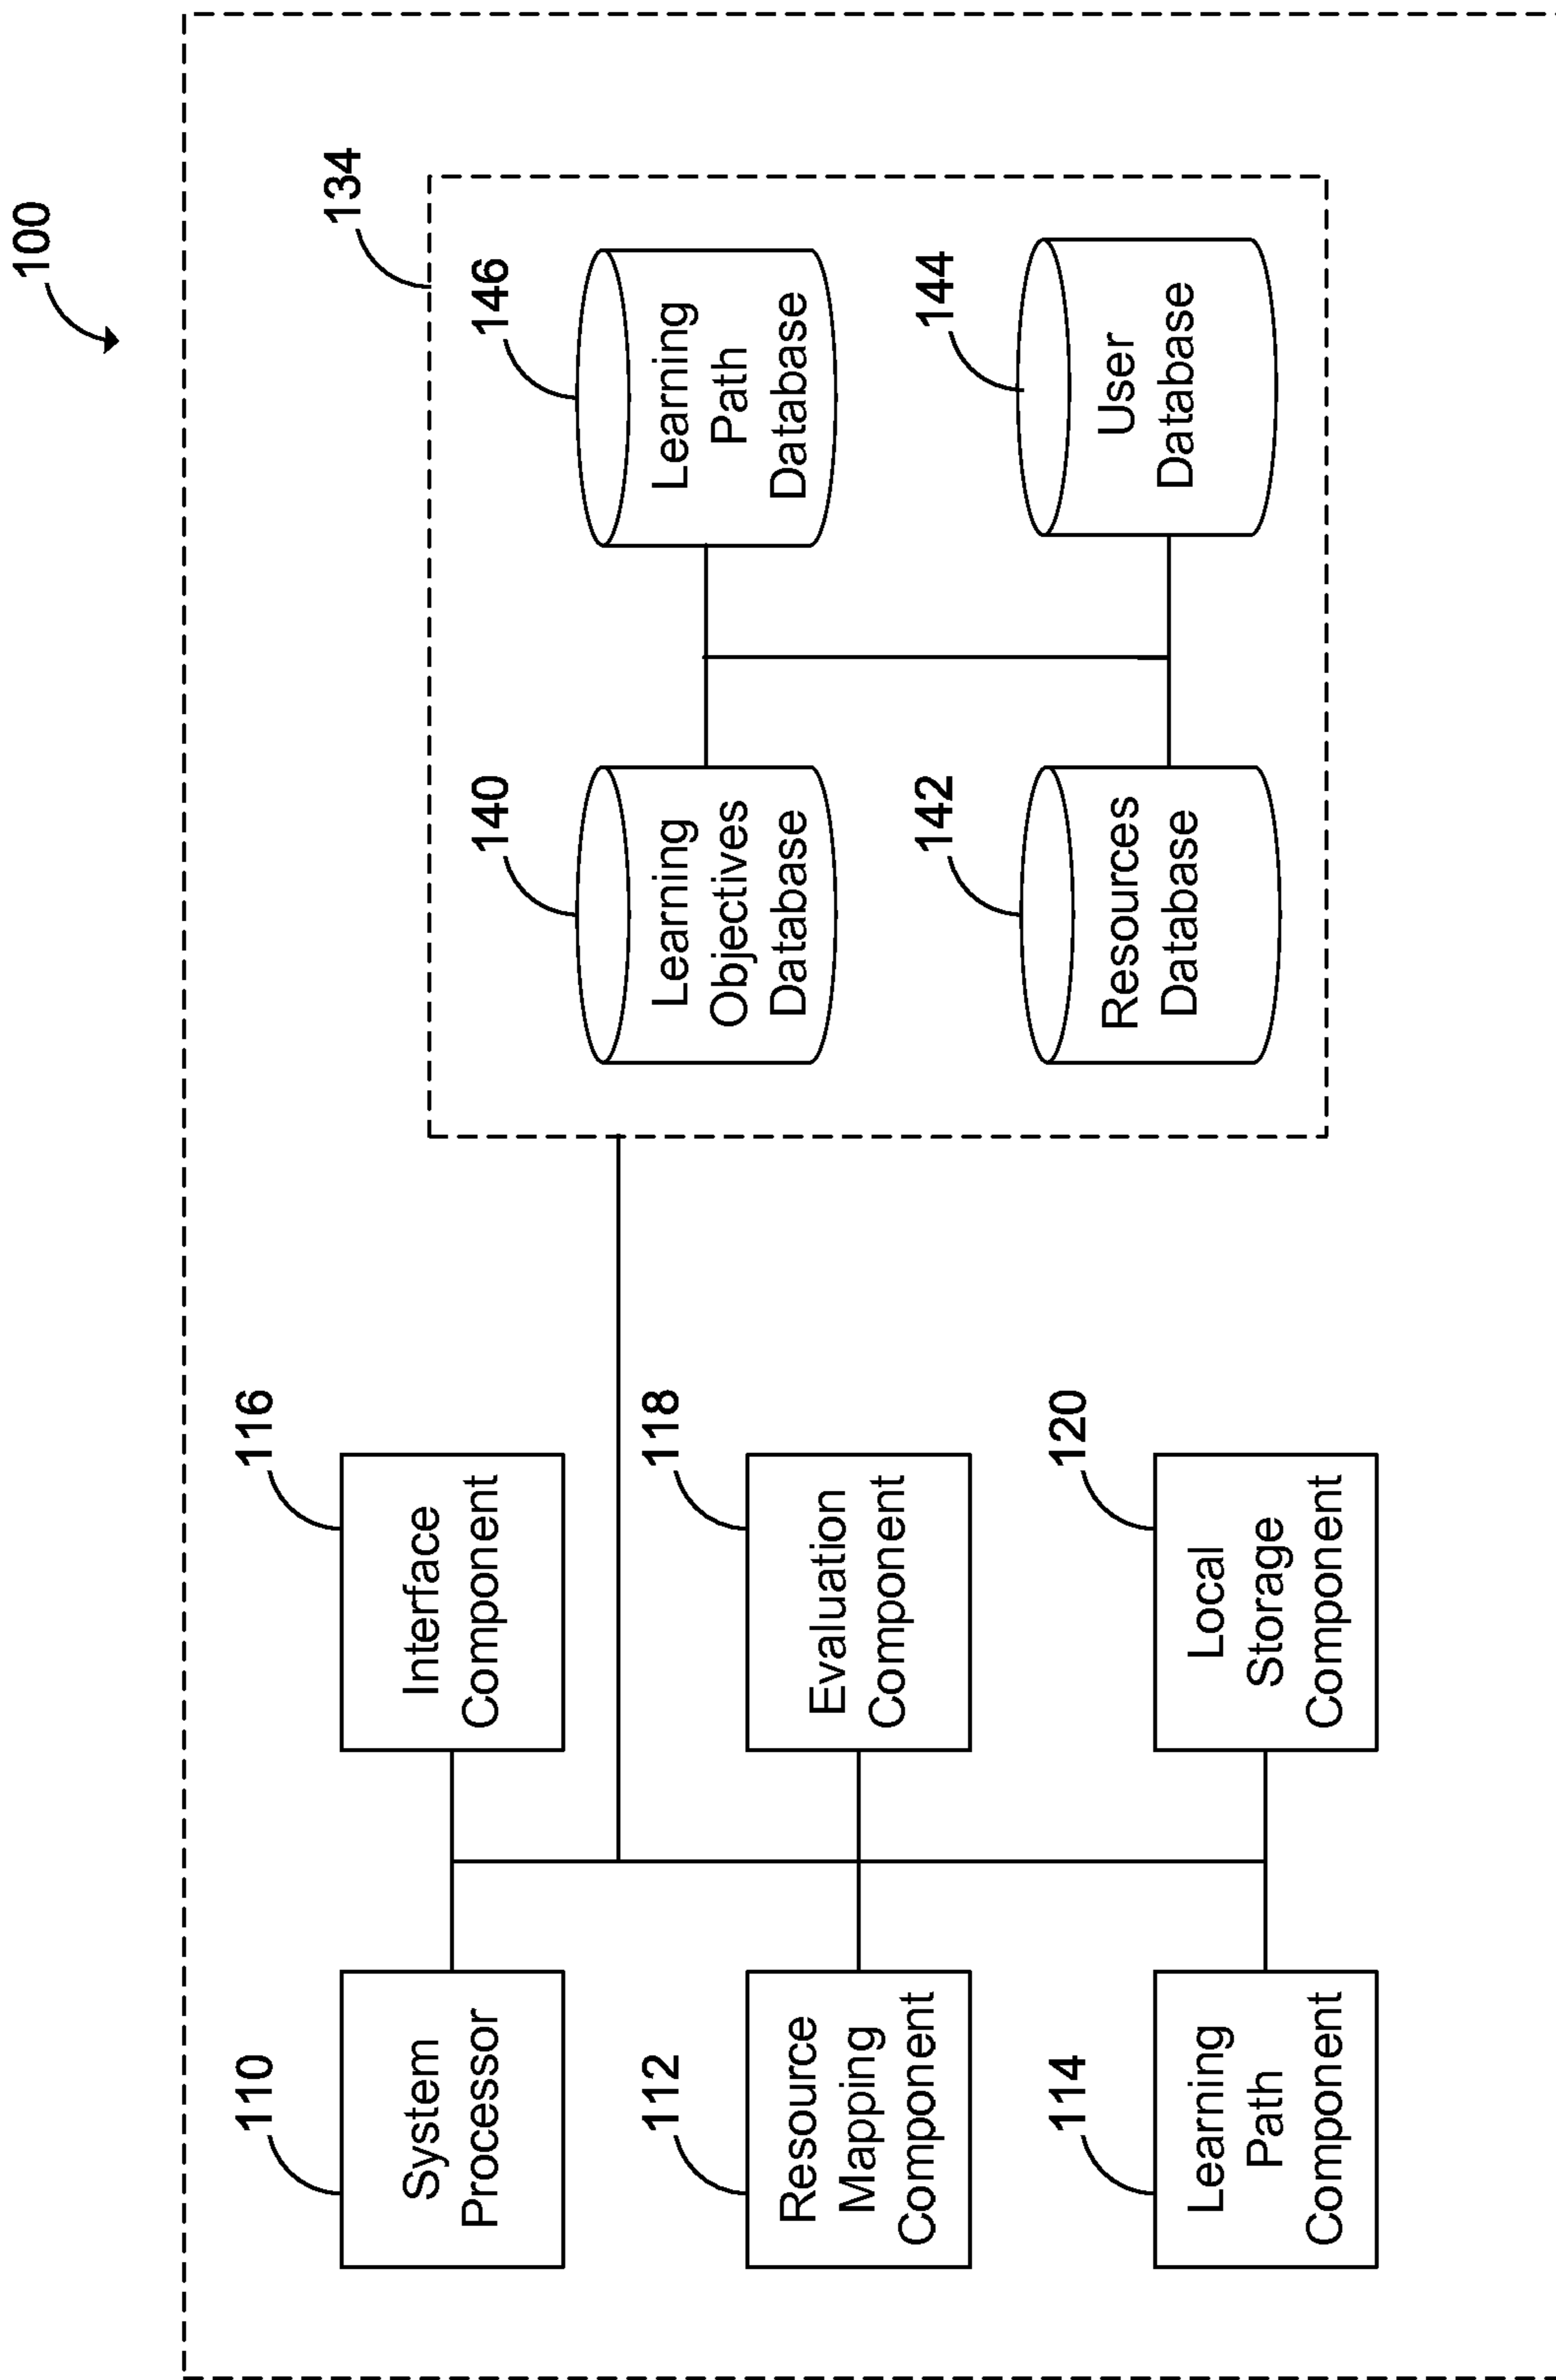 100
134
110
System
Processor
116
Interface
Component
140
Learning
Objectives
Database
146
Learning
Path
Database
112
Resource
Mapping
Component
118
Evaluation
Component
142
Resources
Database
144
User
Database
114
Learning
Path
Component
120
Local
Storage
Component